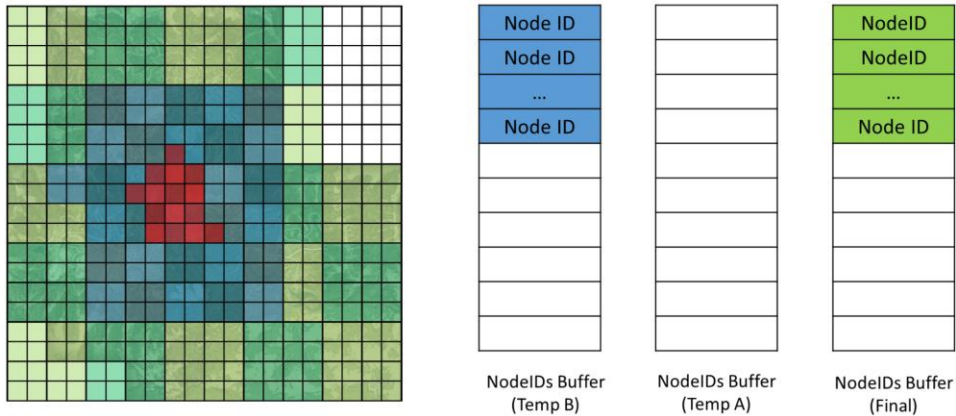 Node ID
Node ID
...
Node ID
NodeID
NodeID
...
Node ID
NodeIDs Buffer
(Temp B)
NodeIDs Buffer
(Temp A)
NodeIDs Buffer
(Final)